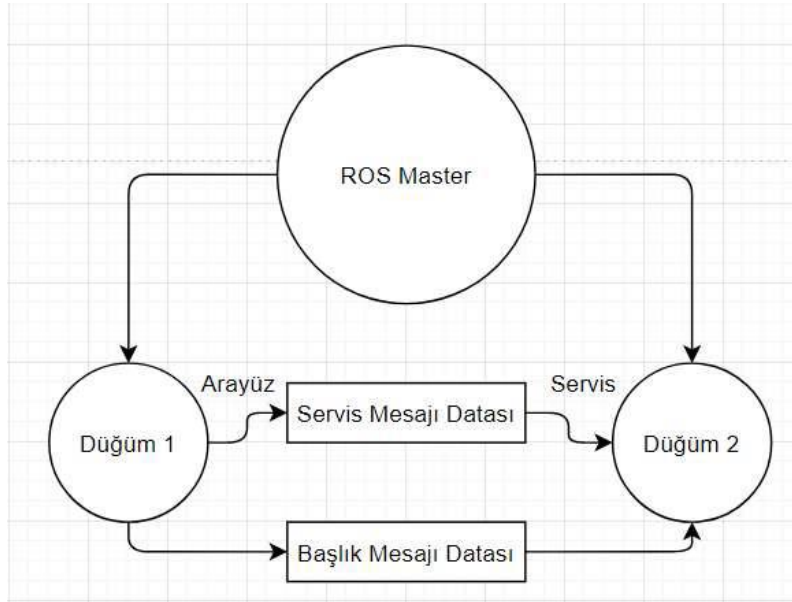 ROS Master
Arayüz
Servis
Servis Mesajı Datası
Düğüm 1
Düğüm 2
Başlık Mesajı Datası